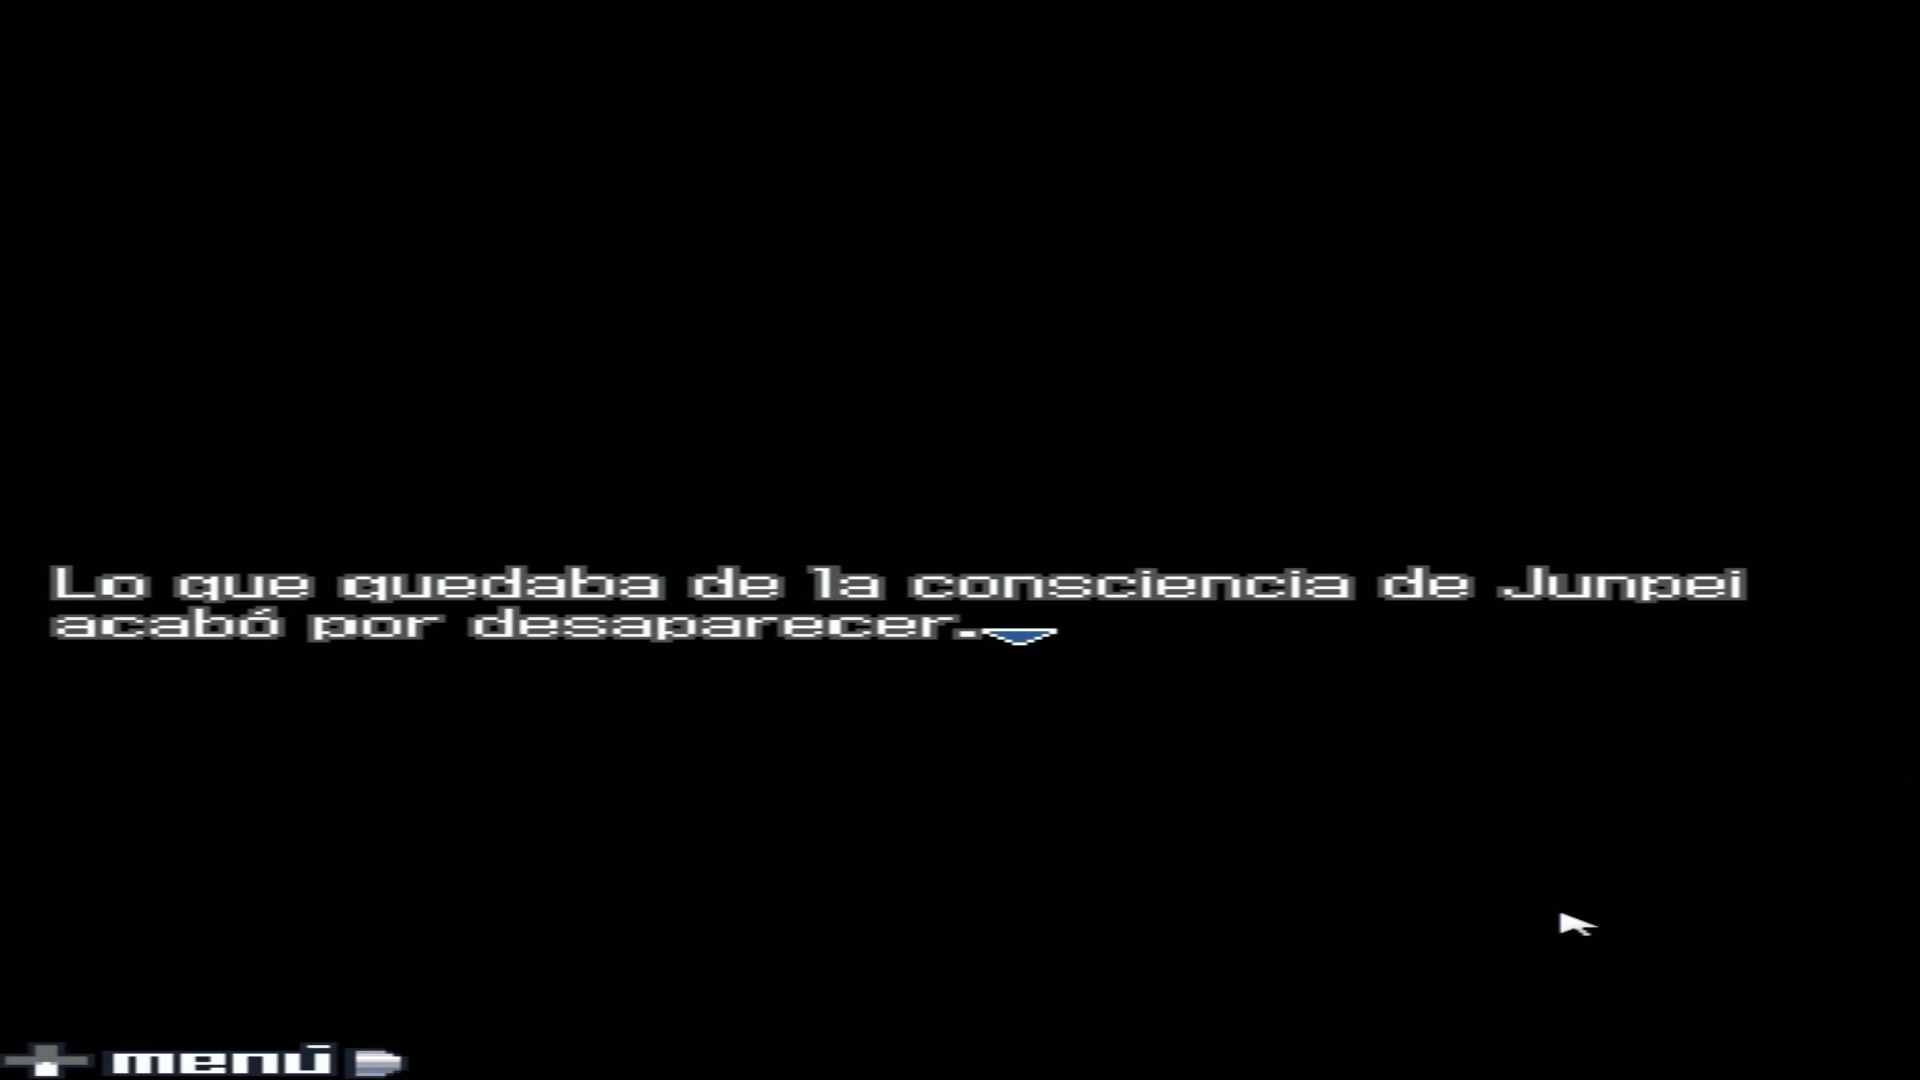 Lo que quedaba de la consciencia de Junpei
acabó por desaparecer.
menú